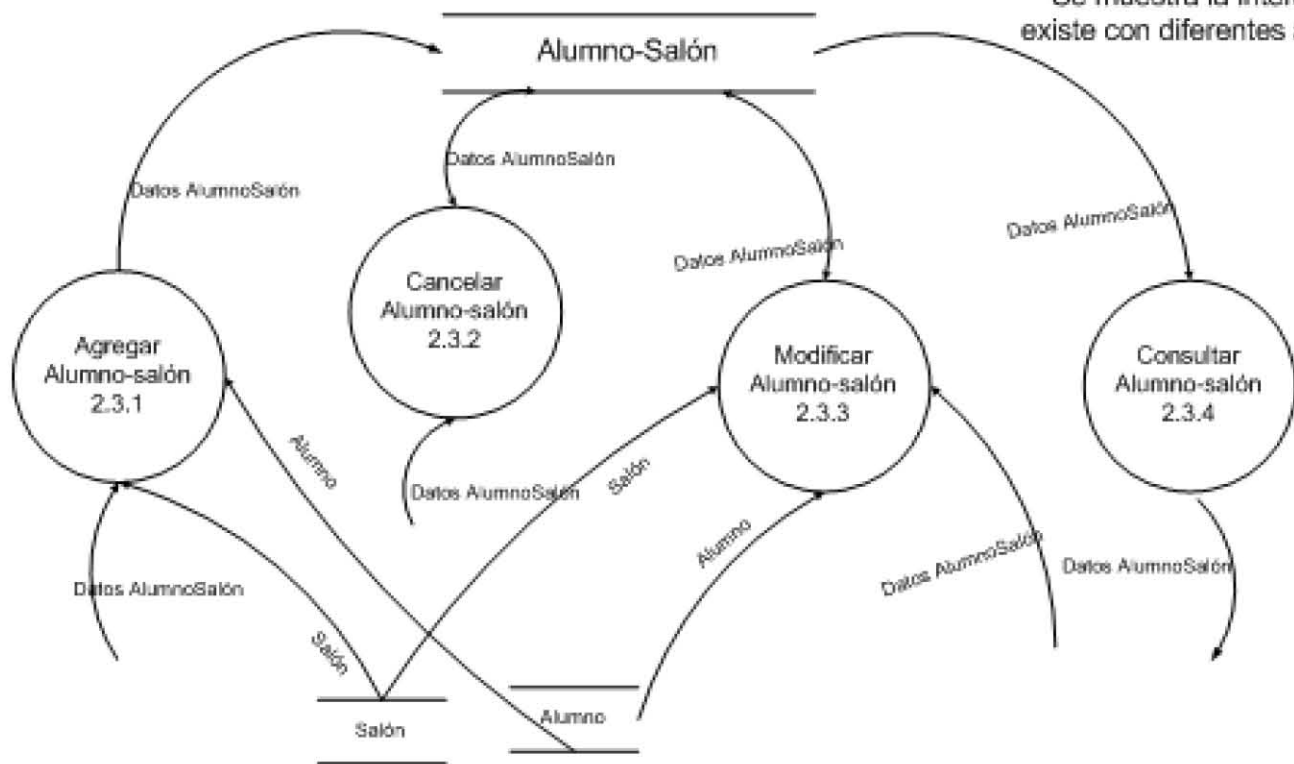 Se muestra la
existe con diferentes
Alumno-Salón
Datos AlumnoSalón
Datos AlumnoSalón
Datos AlumnoSalón
Datos AlumnoSalón
Cancelar
Alumno-salón
2.3.2
Agregar
Alumno-salón
2.3.1
Modificar
Alumno-salón
2.3.3
Consultar
Alumno-salón
2.3.4
Alumno
Salón
Datos AlumnoSalón
Alumno
Datos AlumnoSalón
Datos AlumnoSalón
Datos AlumnoSalón
Salón
Alumno
Salón